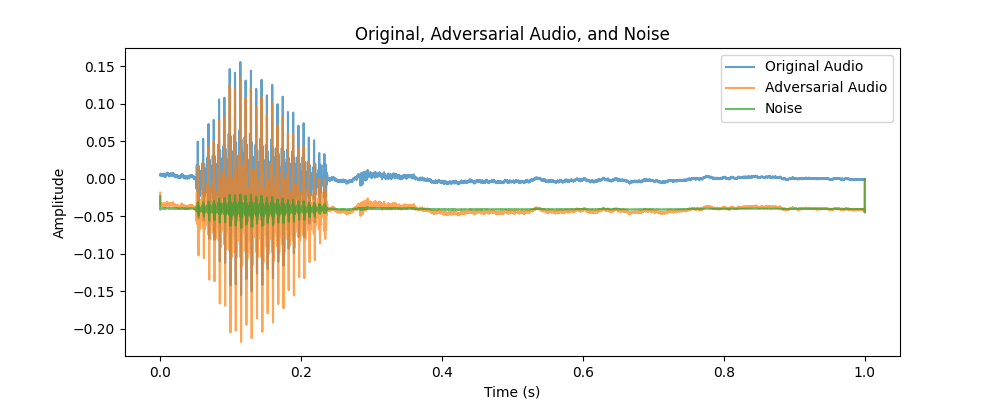 Original, Adversarial Audio, and Noise
Original Audio
Adversarial Audio
Noise
Amplitude
0.15
0.10
0.05
0.00
−0.05
−0.10
−0.15
−0.20
0.0 0.2 0.4 0.6 0.8 1.0
Time (s)